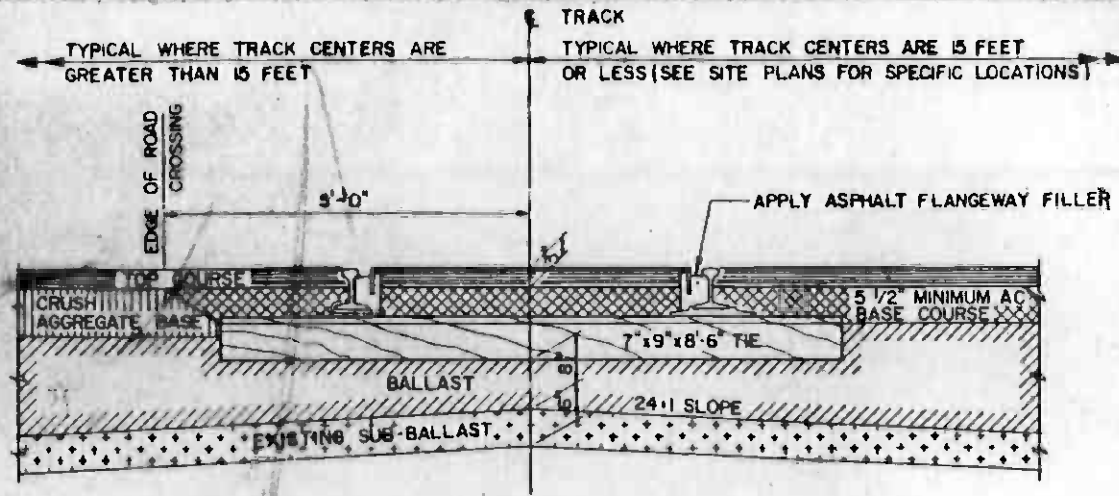 ℄ TRACK
TYPICAL WHERE TRACK CENTERS ARE
GREATER THAN 15 FEET
TYPICAL WHERE TRACK CENTERS ARE 15 FEET
OR LESS (SEE SITE PLANS FOR SPECIFIC LOCATIONS)
EDGE OF ROAD
CROSSING
APPLY ASPHALT FLANGEWAY FILLER
TOP COURSE
CRUSH
AGGREGATE BASE
5 1/2" MINIMUM AC
BASE COURSE
7"x9"x8'-6" TIE
8"
BALLAST
24:1 SLOPE
EXISTING SUB-BALLAST